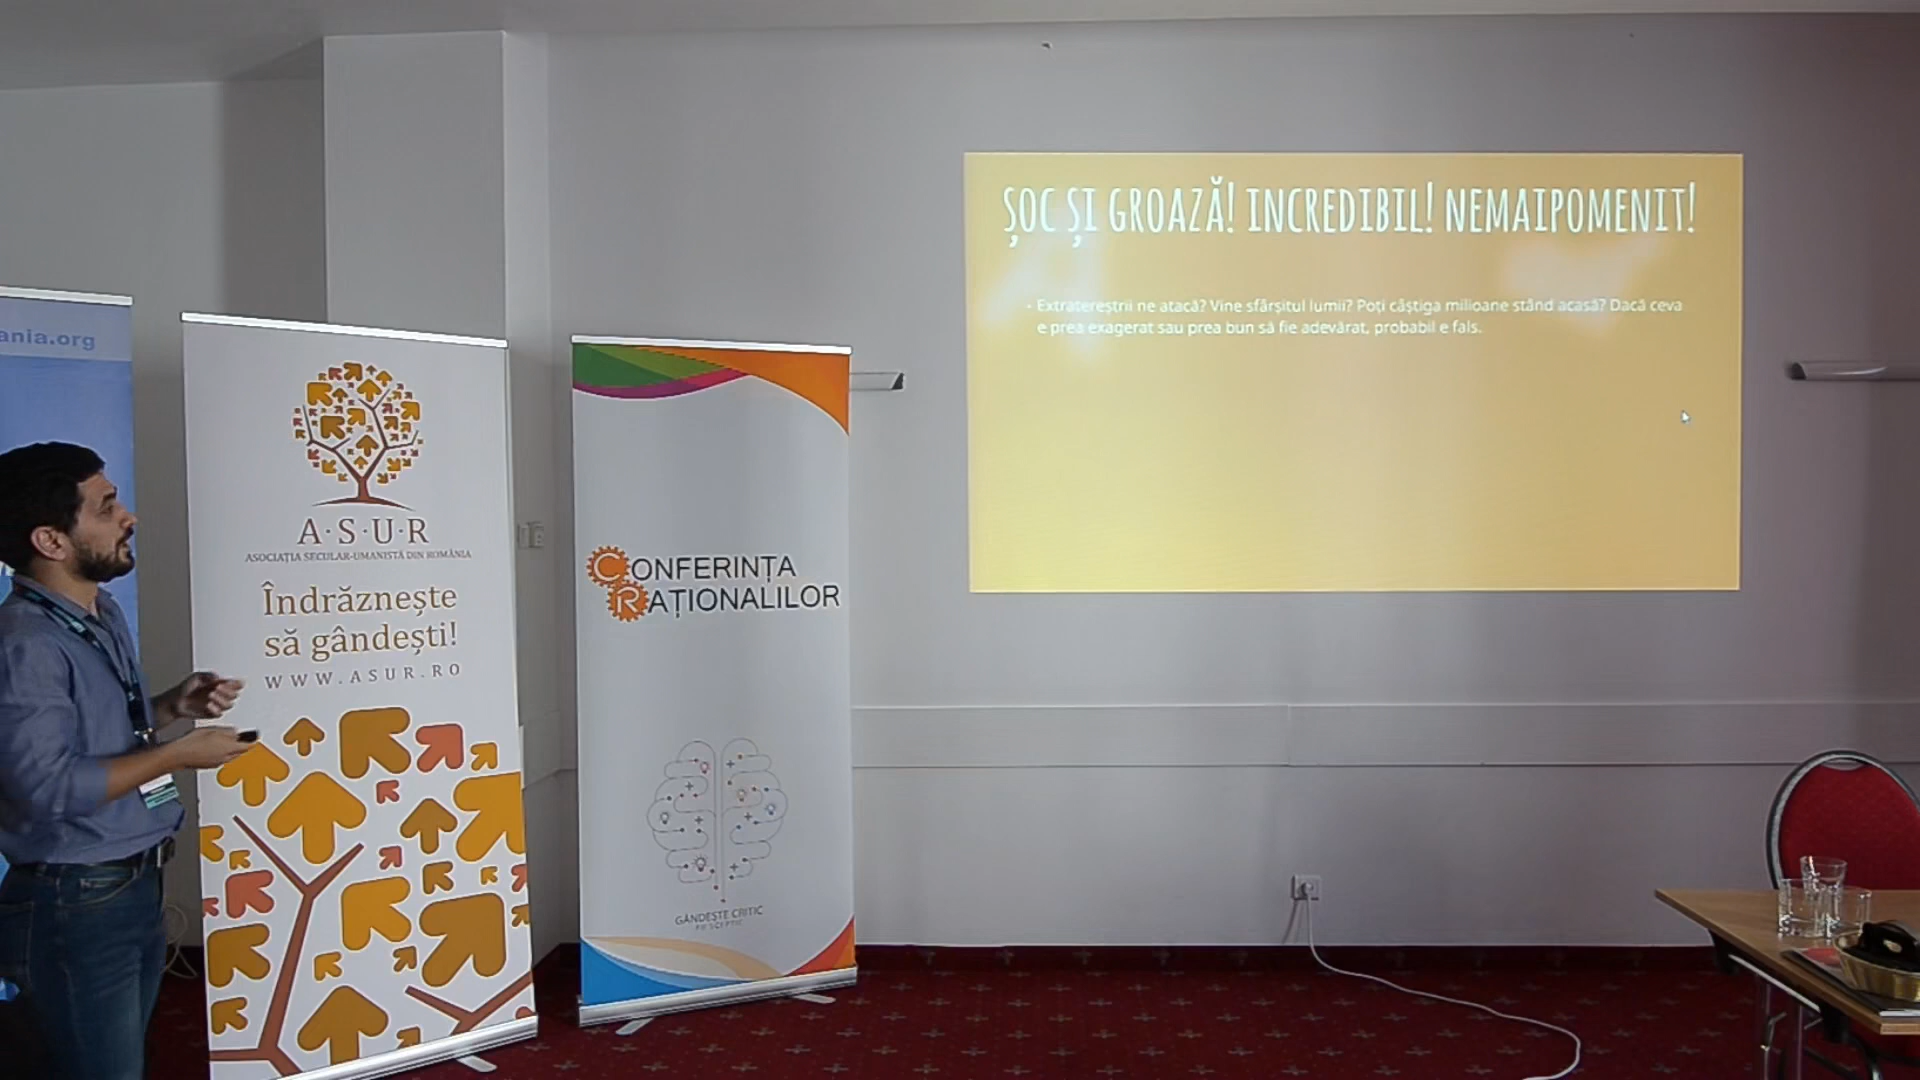 ȘOC ȘI GROAZĂ! INCREDIBIL! NEMAIPOMENIT!
- Extratereștrii ne atacă? Vine sfârșitul lumii? Poți câștiga milioane stând acasă? Dacă ceva
e prea exagerat sau prea bun să fie adevărat, probabil e fals.
ania.org
A·S·U·R
ASOCIAȚIA SECULAR-UMANISTĂ DIN ROMÂNIA
Îndrăznește
să gândești!
WWW.ASUR.RO
CONFERINȚA
RAȚIONALILOR
GÂNDEȘTE CRITIC
FII SCEPTIC